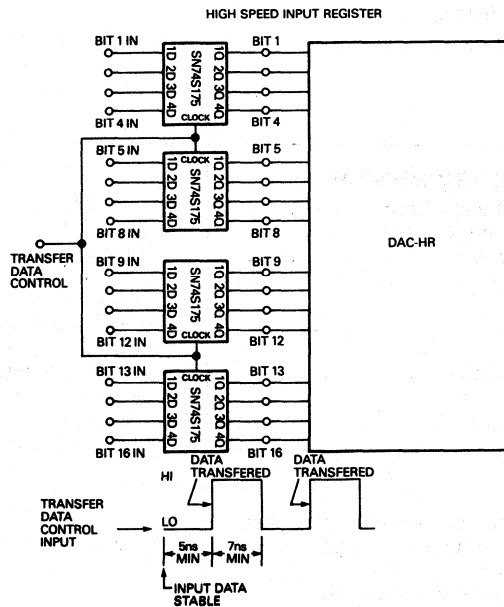 HIGH SPEED INPUT REGISTER
BIT 1 IN
1D
2D
3D
4D
SN74S175
CLOCK
1Q
2Q
3Q
4Q
BIT 1
BIT 4 IN
BIT 4
BIT 5 IN
1D
2D
3D
4D
CLOCK
SN74S175
1Q
2Q
3Q
4Q
BIT 5
BIT 8 IN
BIT 8
DAC-HR
TRANSFER
DATA
CONTROL
BIT 9 IN
1D
2D
3D
4D
SN74S175
CLOCK
1Q
2Q
3Q
4Q
BIT 9
BIT 12 IN
BIT 12
BIT 13 IN
1D
2D
3D
4D
CLOCK
SN74S175
1Q
2Q
3Q
4Q
BIT 13
BIT 16 IN
BIT 16
HI
DATA
TRANSFERED
DATA
TRANSFERED
TRANSFER
DATA
CONTROL
INPUT
LO
5ns
MIN
7ns
MIN
INPUT DATA
STABLE